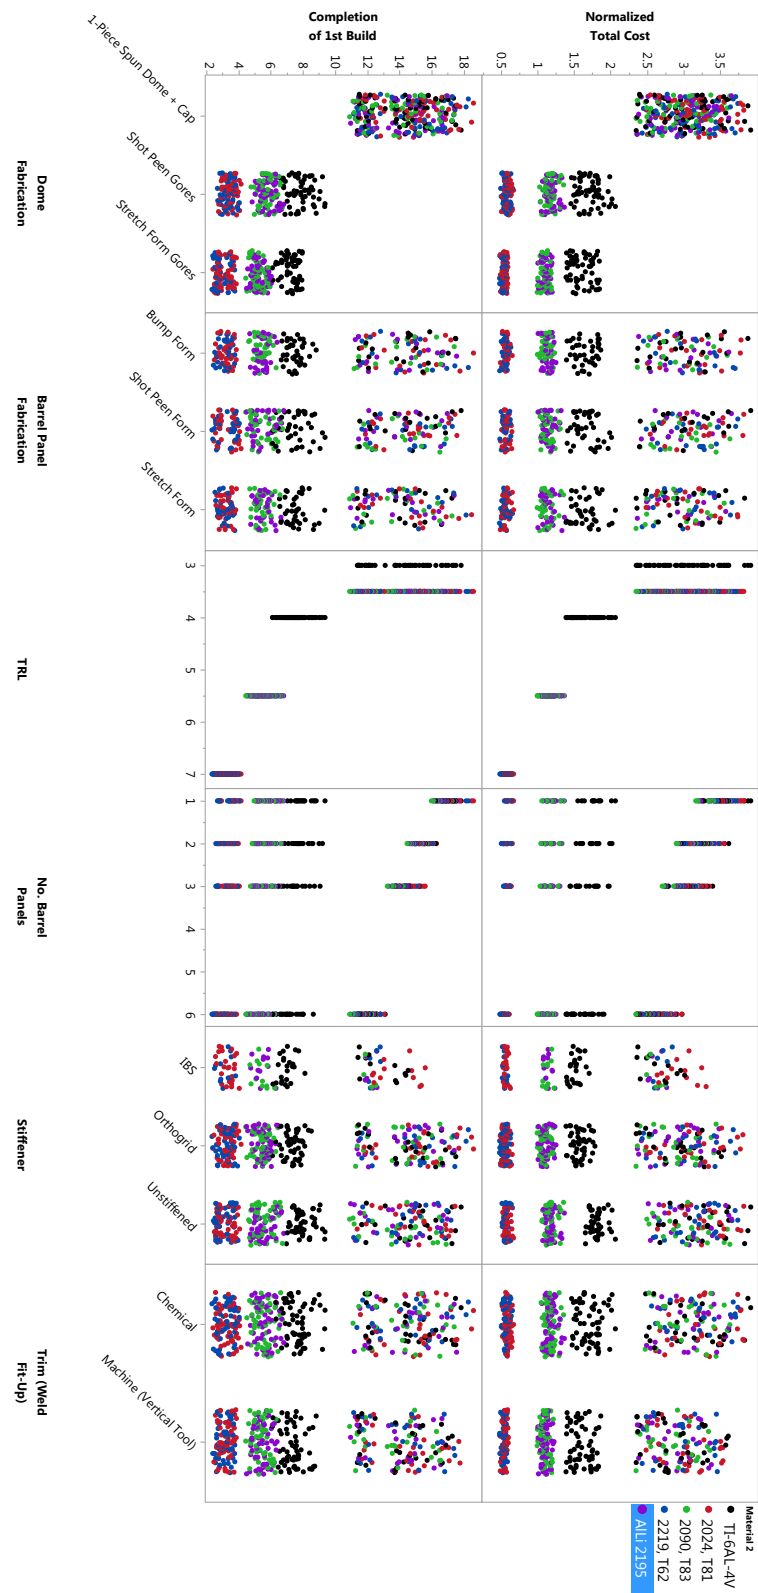 Normalized
Total Cost
3.5
3
2.5
2
1.5
1
0.5
Completion
of 1st Build
18
16
14
12
10
8
6
4
2
1-Piece Spun Dome + Cap
Shot Peen Gores
Stretch Form Gores
Dome
Fabrication
Bump Form
Shot Peen Form
Stretch Form
Barrel Panel
Fabrication
3
4
5
6
7
TRL
1
2
3
4
5
6
No. Barrel
Panels
IBS
Orthogrid
Unstiffened
Stiffener
Chemical
Machine (Vertical Tool)
Trim (Weld
Fit-Up)
Material 2
TI-6AL-4V
2024, T81
2090, T83
2219, T62
AlLi 2195